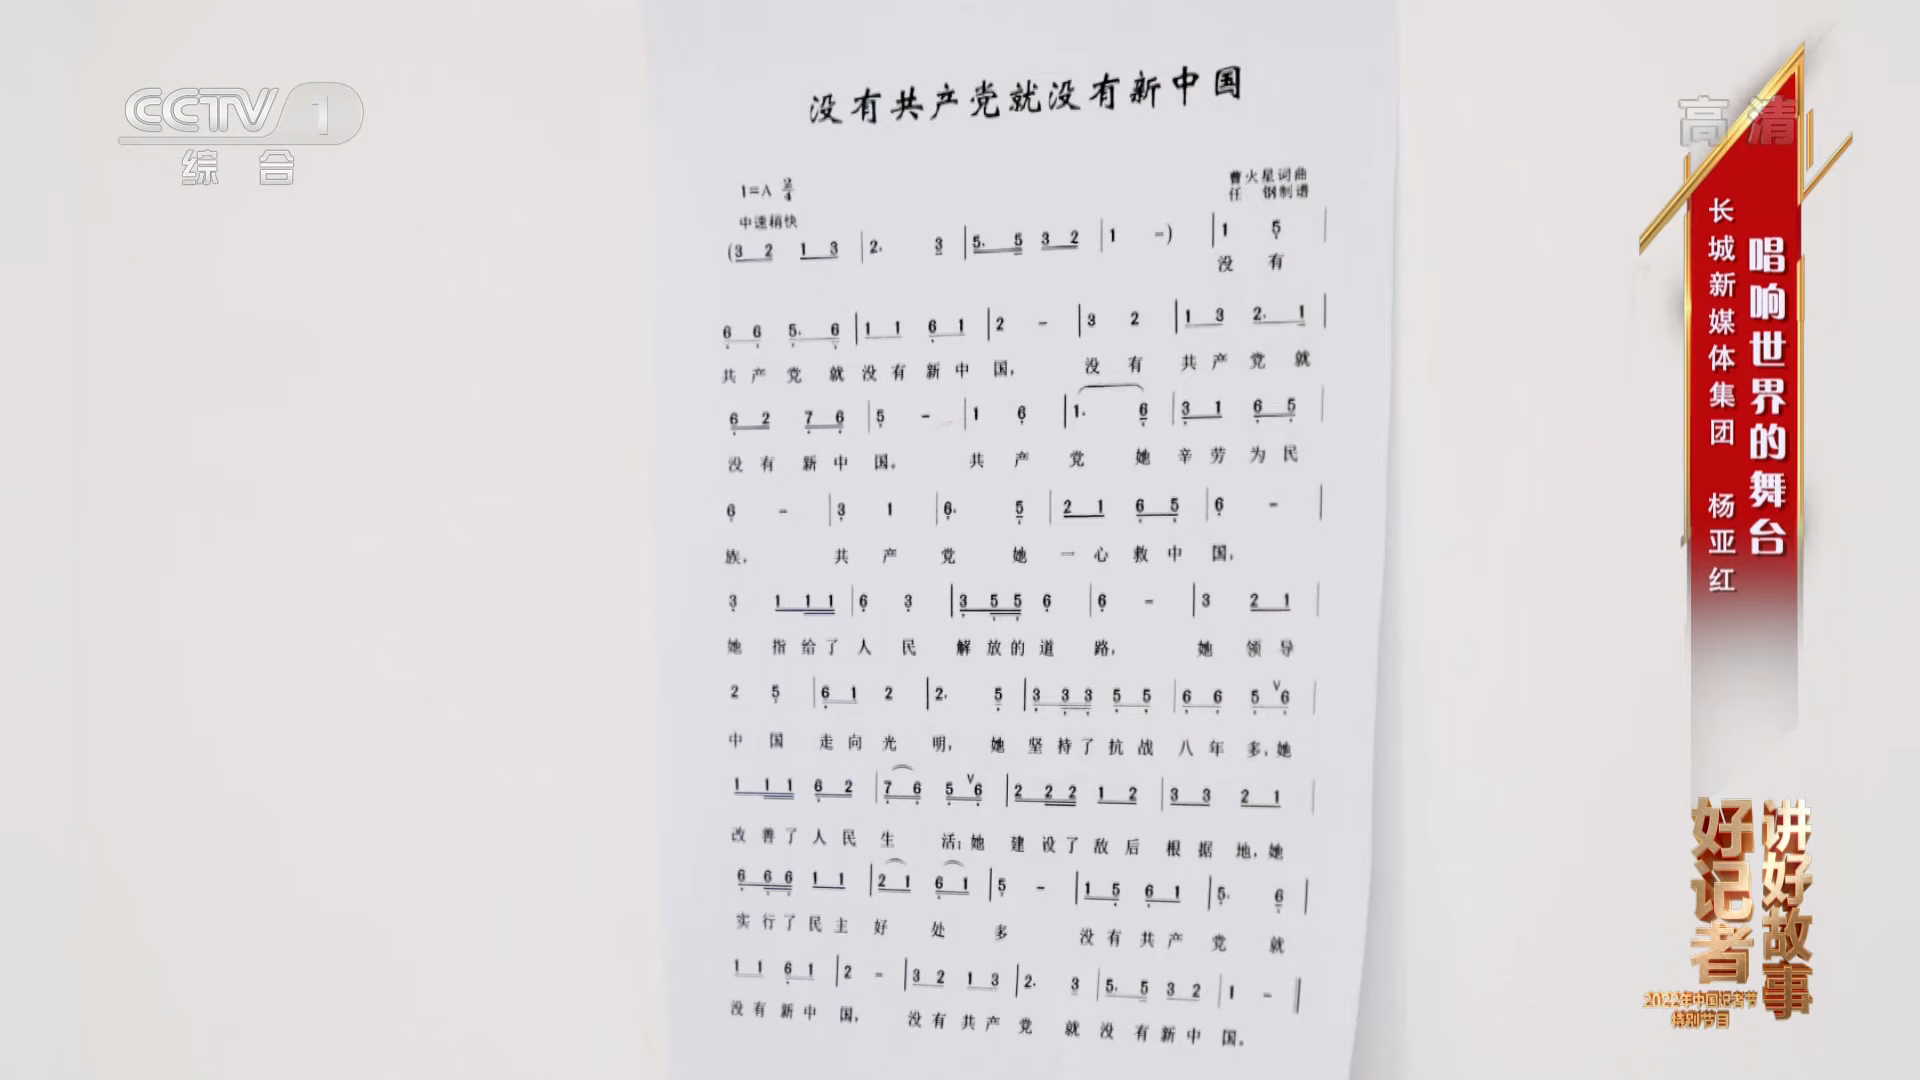 CCTV 1
综合
高清
没有共产党就没有新中国
1=A 2/4
曹火星词曲
任 钢制谱
中速稍快
(3 2 1 3 | 2. 3 | 5. 5 3 2 | 1 -) | 1 5 |
没 有
6 6 5. 6 | 1 1 6 1 | 2 - | 3 2 | 1 3 2. 1 |
共 产 党 就 没 有 新 中 国, 没 有 共 产 党 就
6 2 7 6 | 5 - | 1 6 | 1. 6 | 3 1 6 5 |
没 有 新 中 国。 共 产 党 她 辛 劳 为 民
6 - | 3 1 | 6. 5 | 2 1 6 5 | 6 - |
族, 共 产 党 她 一 心 救 中 国,
3 1 1 1 | 6 3 | 3 5 5 6 | 6 - | 3 2 1 |
她 指 给 了 人 民 解 放 的 道 路, 她 领 导
2 5 | 6 1 2 | 2. 5 | 3 3 3 5 5 | 6 6 5 V 6 |
中 国 走 向 光 明, 她 坚 持 了 抗 战 八 年 多, 她
1 1 1 6 2 | 7 6 5 V 6 | 2 2 2 1 2 | 3 3 2 1 |
改 善 了 人 民 生 活; 她 建 设 了 敌 后 根 据 地, 她
6 6 6 1 1 | 2 1 6 1 | 5 - | 1 5 6 1 | 5. 6 |
实 行 了 民 主 好 处 多 没 有 共 产 党 就
1 1 6 1 | 2 - | 3 2 1 3 | 2. 3 | 5. 5 3 2 | 1 - ‖
没 有 新 中 国, 没 有 共 产 党 就 没 有 新 中 国。
唱响世界的舞台
长城新媒体集团 杨亚红
好记者
讲好故事
2022年中国记者节
特别节目